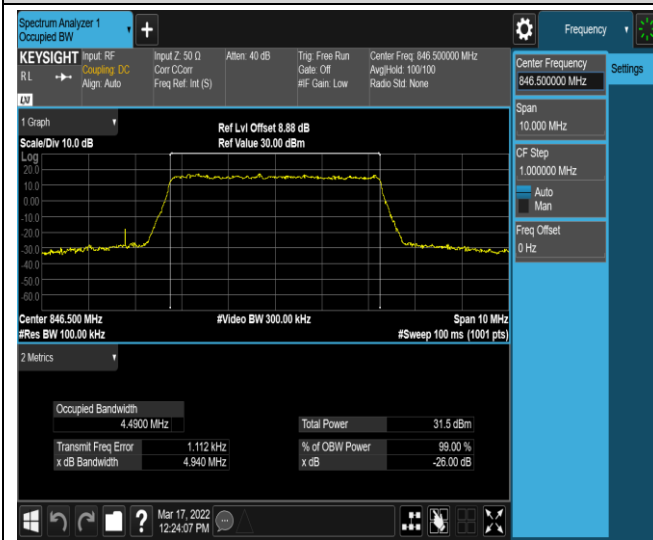 Spectrum Analyzer 1
Occupied BW
Frequency
KEYSIGHT
RL
LXI
Input: RF
Coupling: DC
Align: Auto
Input Z: 50 Ω
Corr CCorr
Freq Ref: Int (S)
Atten: 40 dB
Trig: Free Run
Gate: Off
#IF Gain: Low
Center Freq: 846.500000 MHz
Avg|Hold: 100/100
Radio Std: None
Center Frequency
846.500000 MHz
Settings
Span
10.000 MHz
CF Step
1.000000 MHz
Auto
Man
Freq Offset
0 Hz
1 Graph
Scale/Div 10.0 dB
Ref Lvl Offset 8.88 dB
Ref Value 30.00 dBm
Log
20.0
10.0
0.00
-10.0
-20.0
-30.0
-40.0
-50.0
-60.0
Center 846.500 MHz
#Video BW 300.00 kHz
Span 10 MHz
#Res BW 100.00 kHz
#Sweep 100 ms (1001 pts)
2 Metrics
Occupied Bandwidth
4.4900 MHz
Total Power
31.5 dBm
Transmit Freq Error
1.112 kHz
% of OBW Power
99.00 %
x dB Bandwidth
4.940 MHz
x dB
-26.00 dB
?
Mar 17, 2022
12:24:07 PM